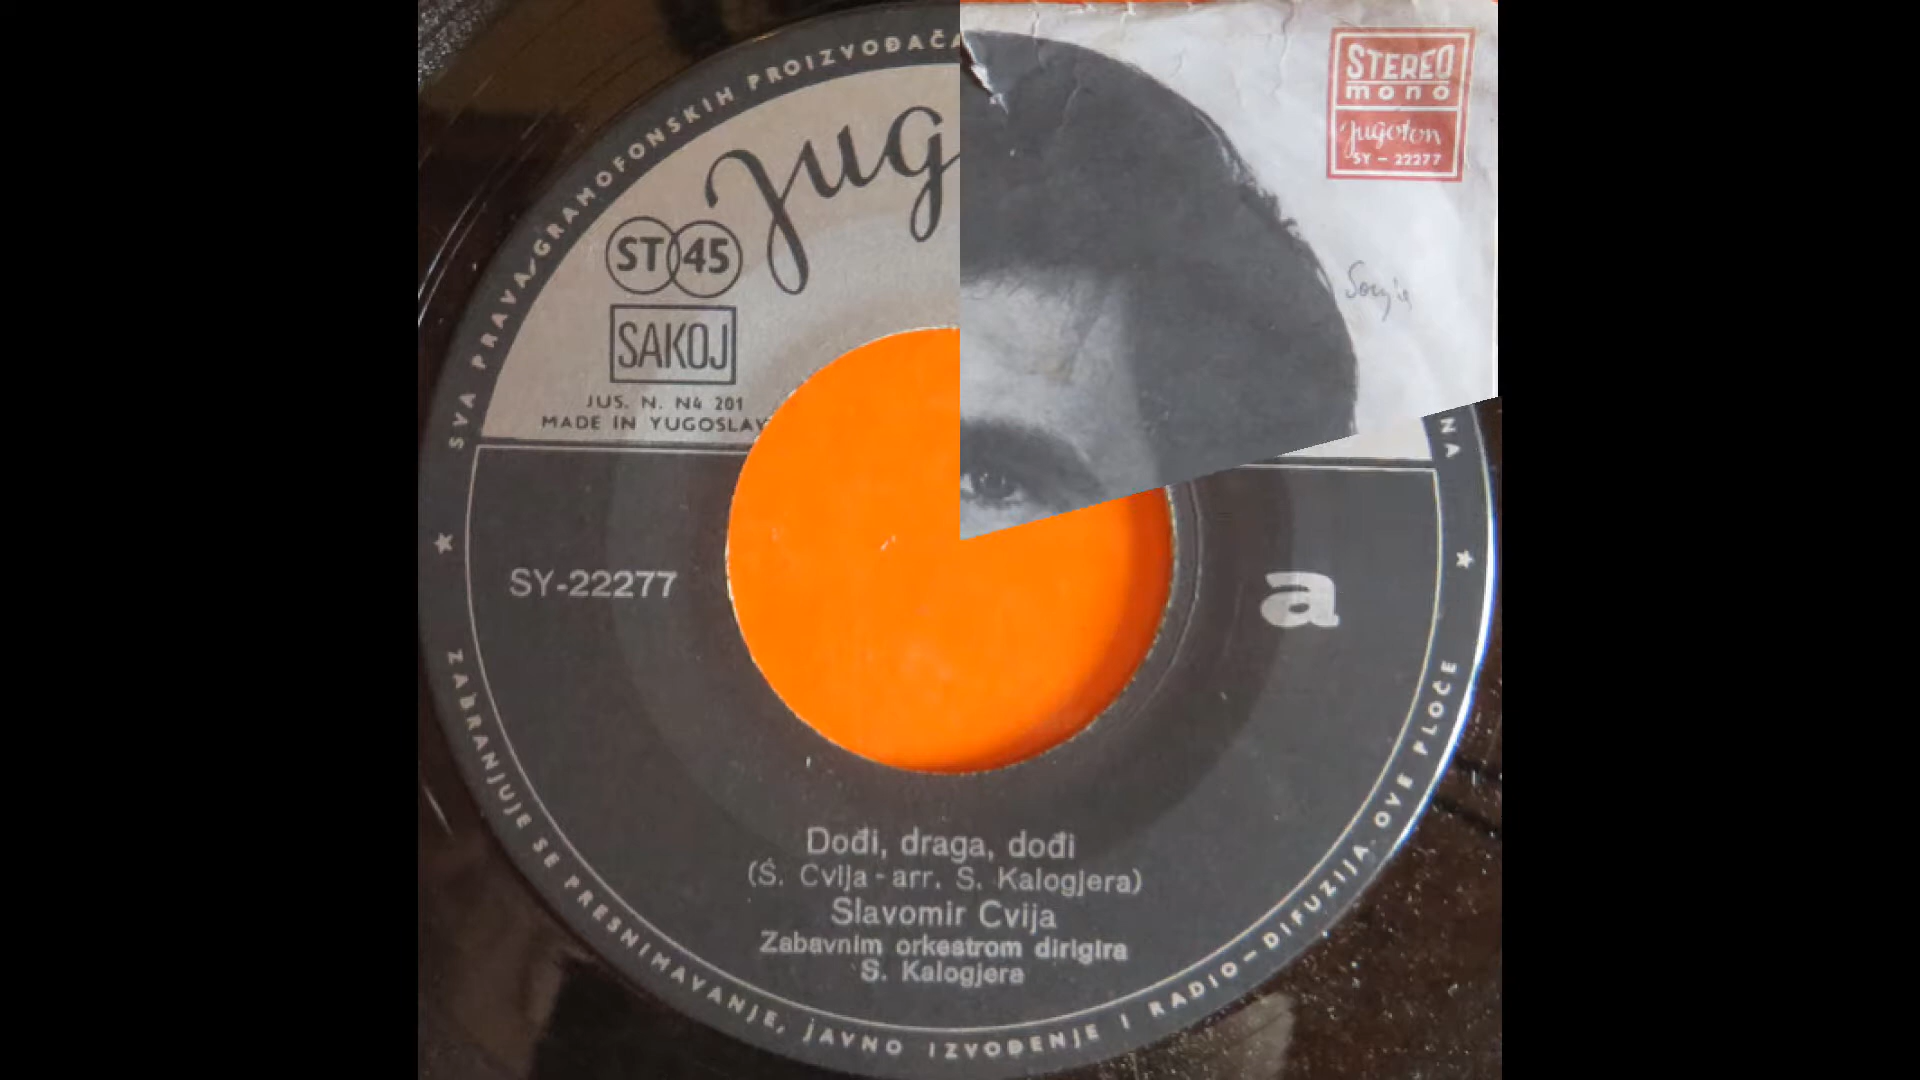 SVA PRAVA GRAMOFONSKIH PROIZVOĐAČA
NA
Jug
ST 45
SAKOJ
JUS. N. N4 201
MADE IN YUGOSLAV
STEREO
mono
Jugoton
SY - 22277
SY-22277
a
Dođi, draga, dođi
(S. Cvija - arr. S. Kalogjera)
Slavomir Cvija
Zabavnim orkestrom dirigira
S. Kalogjera
ZABRANJUJE SE PRESNIMAVANJE, JAVNO IZVOĐENJE I RADIO-DIFUZIJA OVE PLOČE